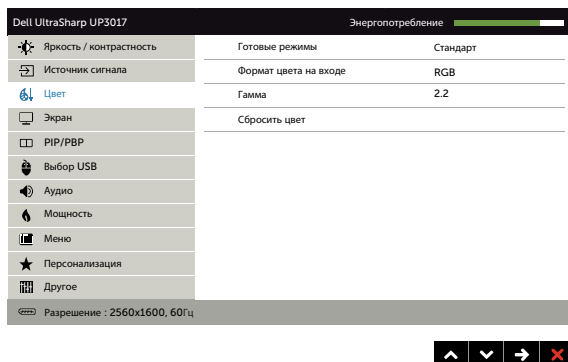 Dell UltraSharp UP3017 Энергопотребление
Яркость / контрастность Готовые режимы Стандарт
Источник сигнала Формат цвета на входе RGB
Цвет Гамма 2.2
Экран Сбросить цвет
PIP/PBP
Выбор USB
Аудио
Мощность
Меню
Персонализация
Другое
Разрешение : 2560x1600, 60Гц